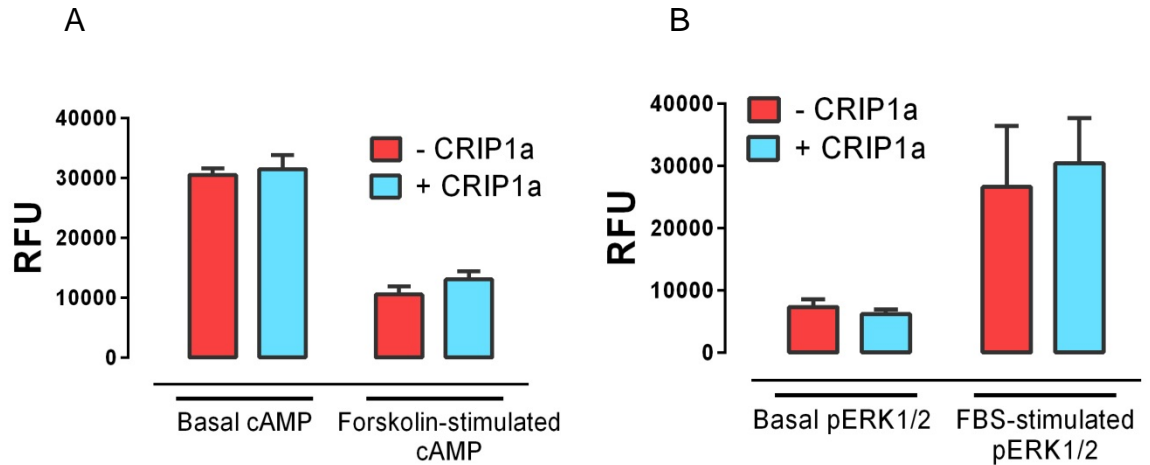 A
B
RFU
40000
30000
20000
10000
0
- CRIP1a
+ CRIP1a
Basal cAMP
Forskolin-stimulated
cAMP
RFU
40000
30000
20000
10000
0
- CRIP1a
+ CRIP1a
Basal pERK1/2
FBS-stimulated
pERK1/2